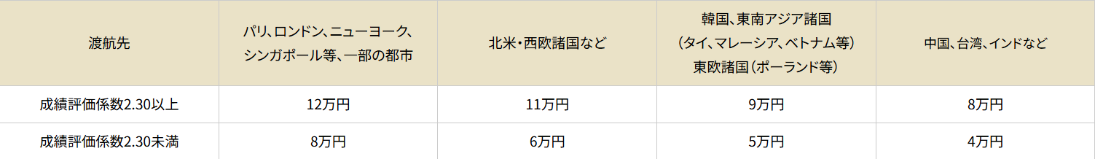 渡航先
パリ、ロンドン、ニューヨーク、
シンガポール等、一部の都市
北米・西欧諸国など
韓国、東南アジア諸国
（タイ、マレーシア、ベトナム等）
東欧諸国（ポーランド等）
中国、台湾、インドなど
成績評価係数2.30以上
12万円
11万円
9万円
8万円
成績評価係数2.30未満
8万円
6万円
5万円
4万円